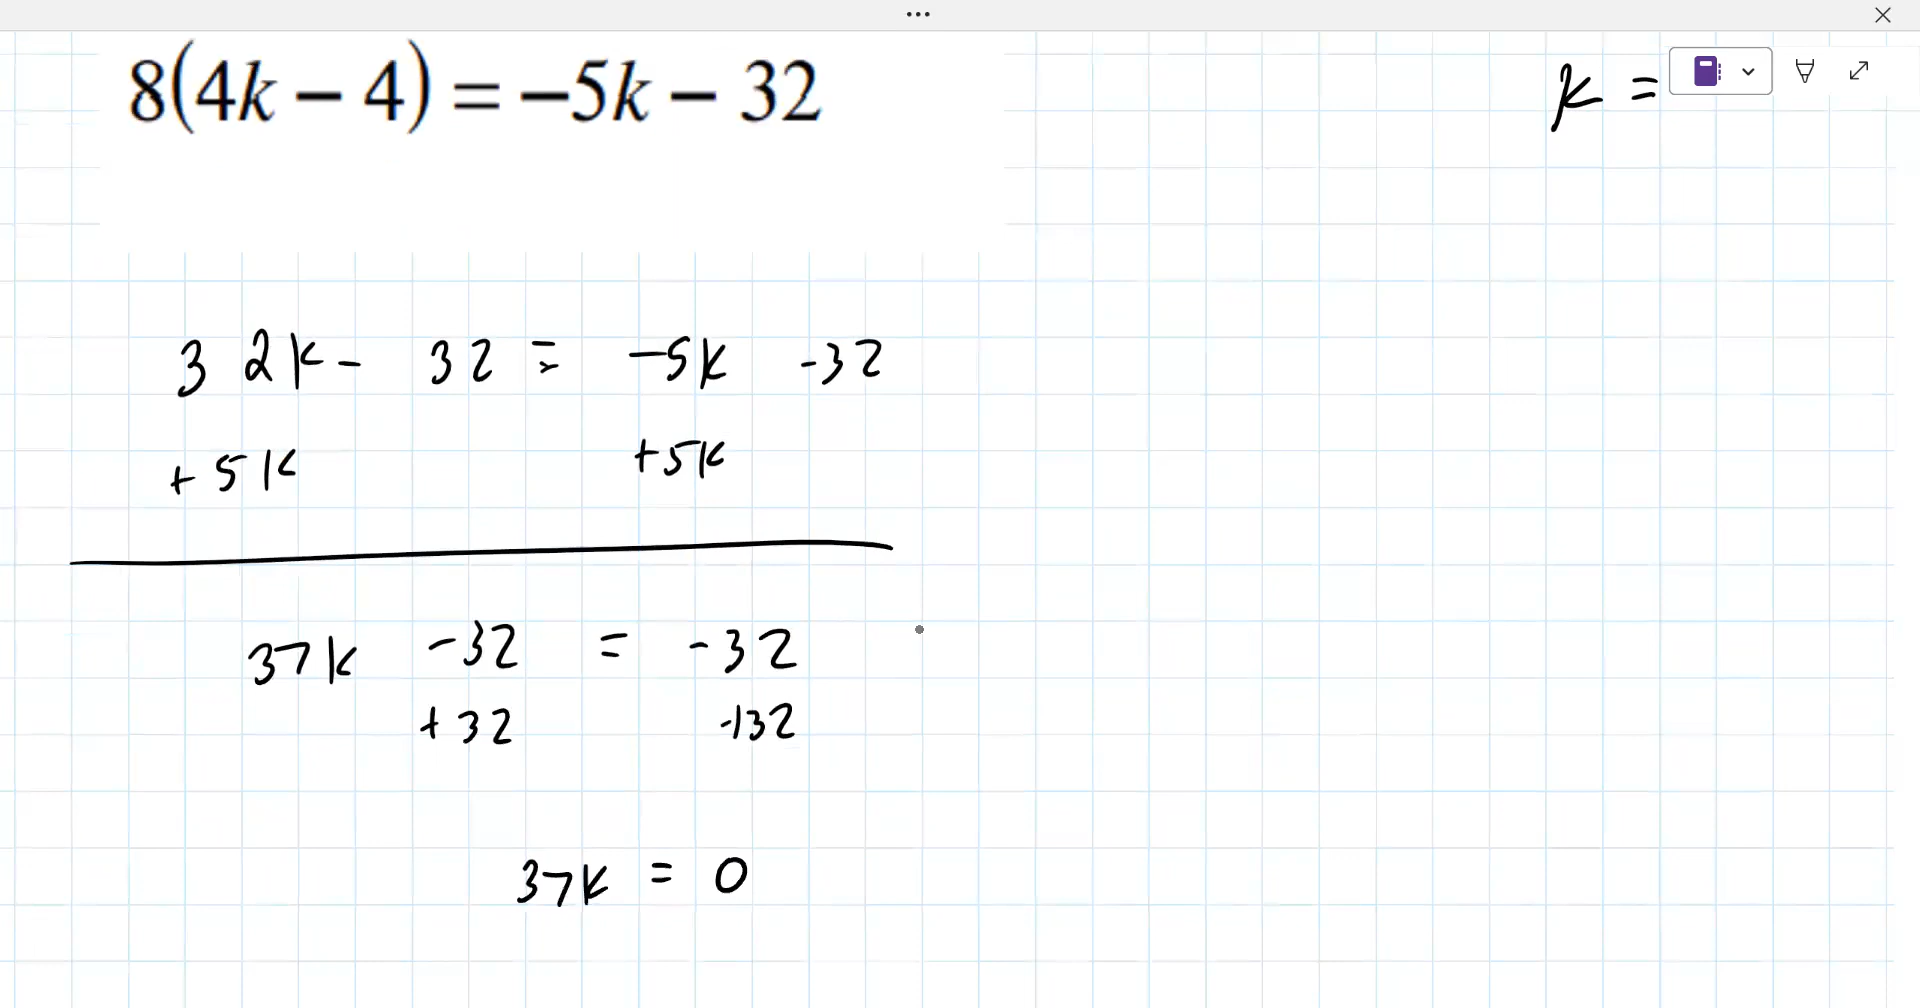 8(4k − 4) = −5k − 32
k =
32k - 32 = -5k -32
+5k +5k
37k -32 = -32
+32 +32
37k = 0